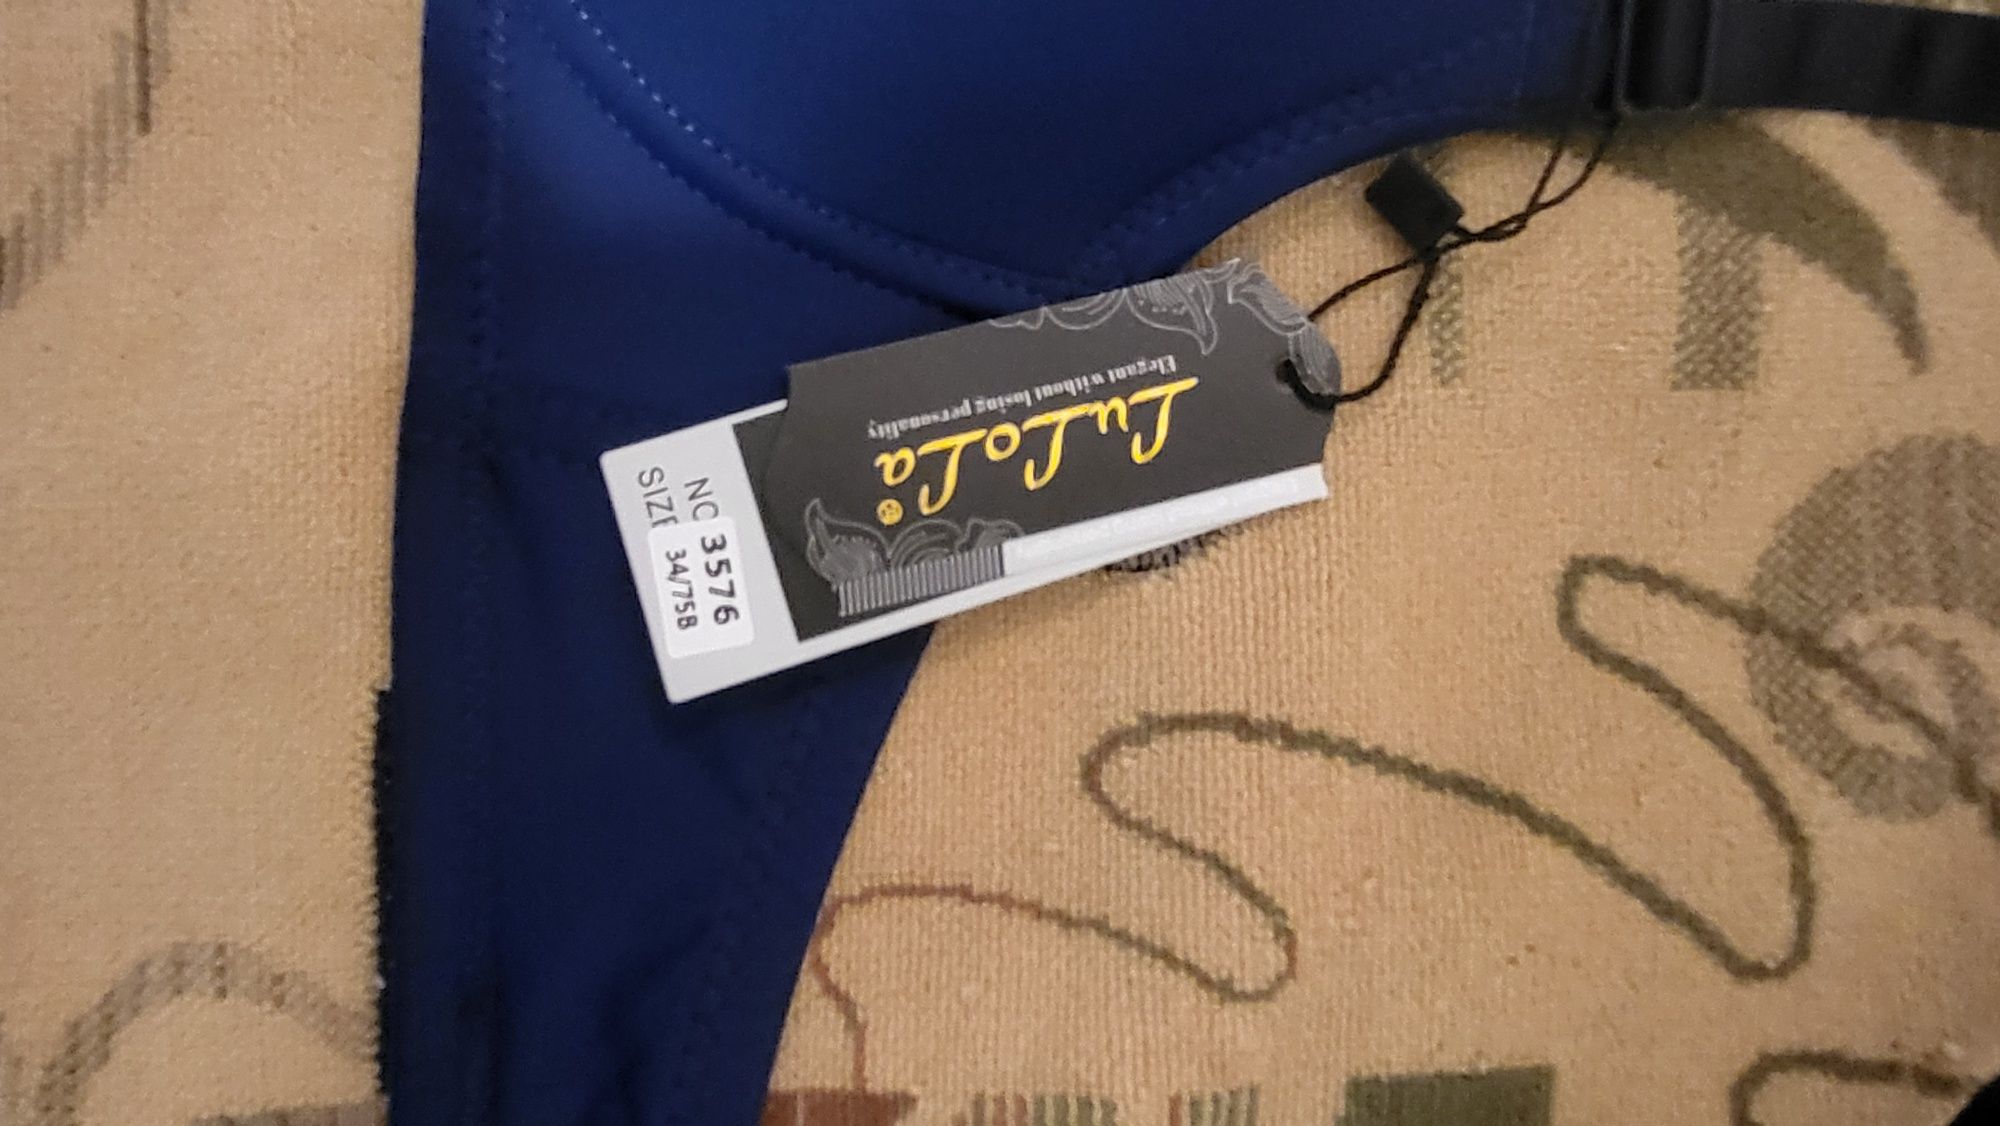 LuLoLa
Elegant without losing personality
NO 3576
SIZE 34/75B